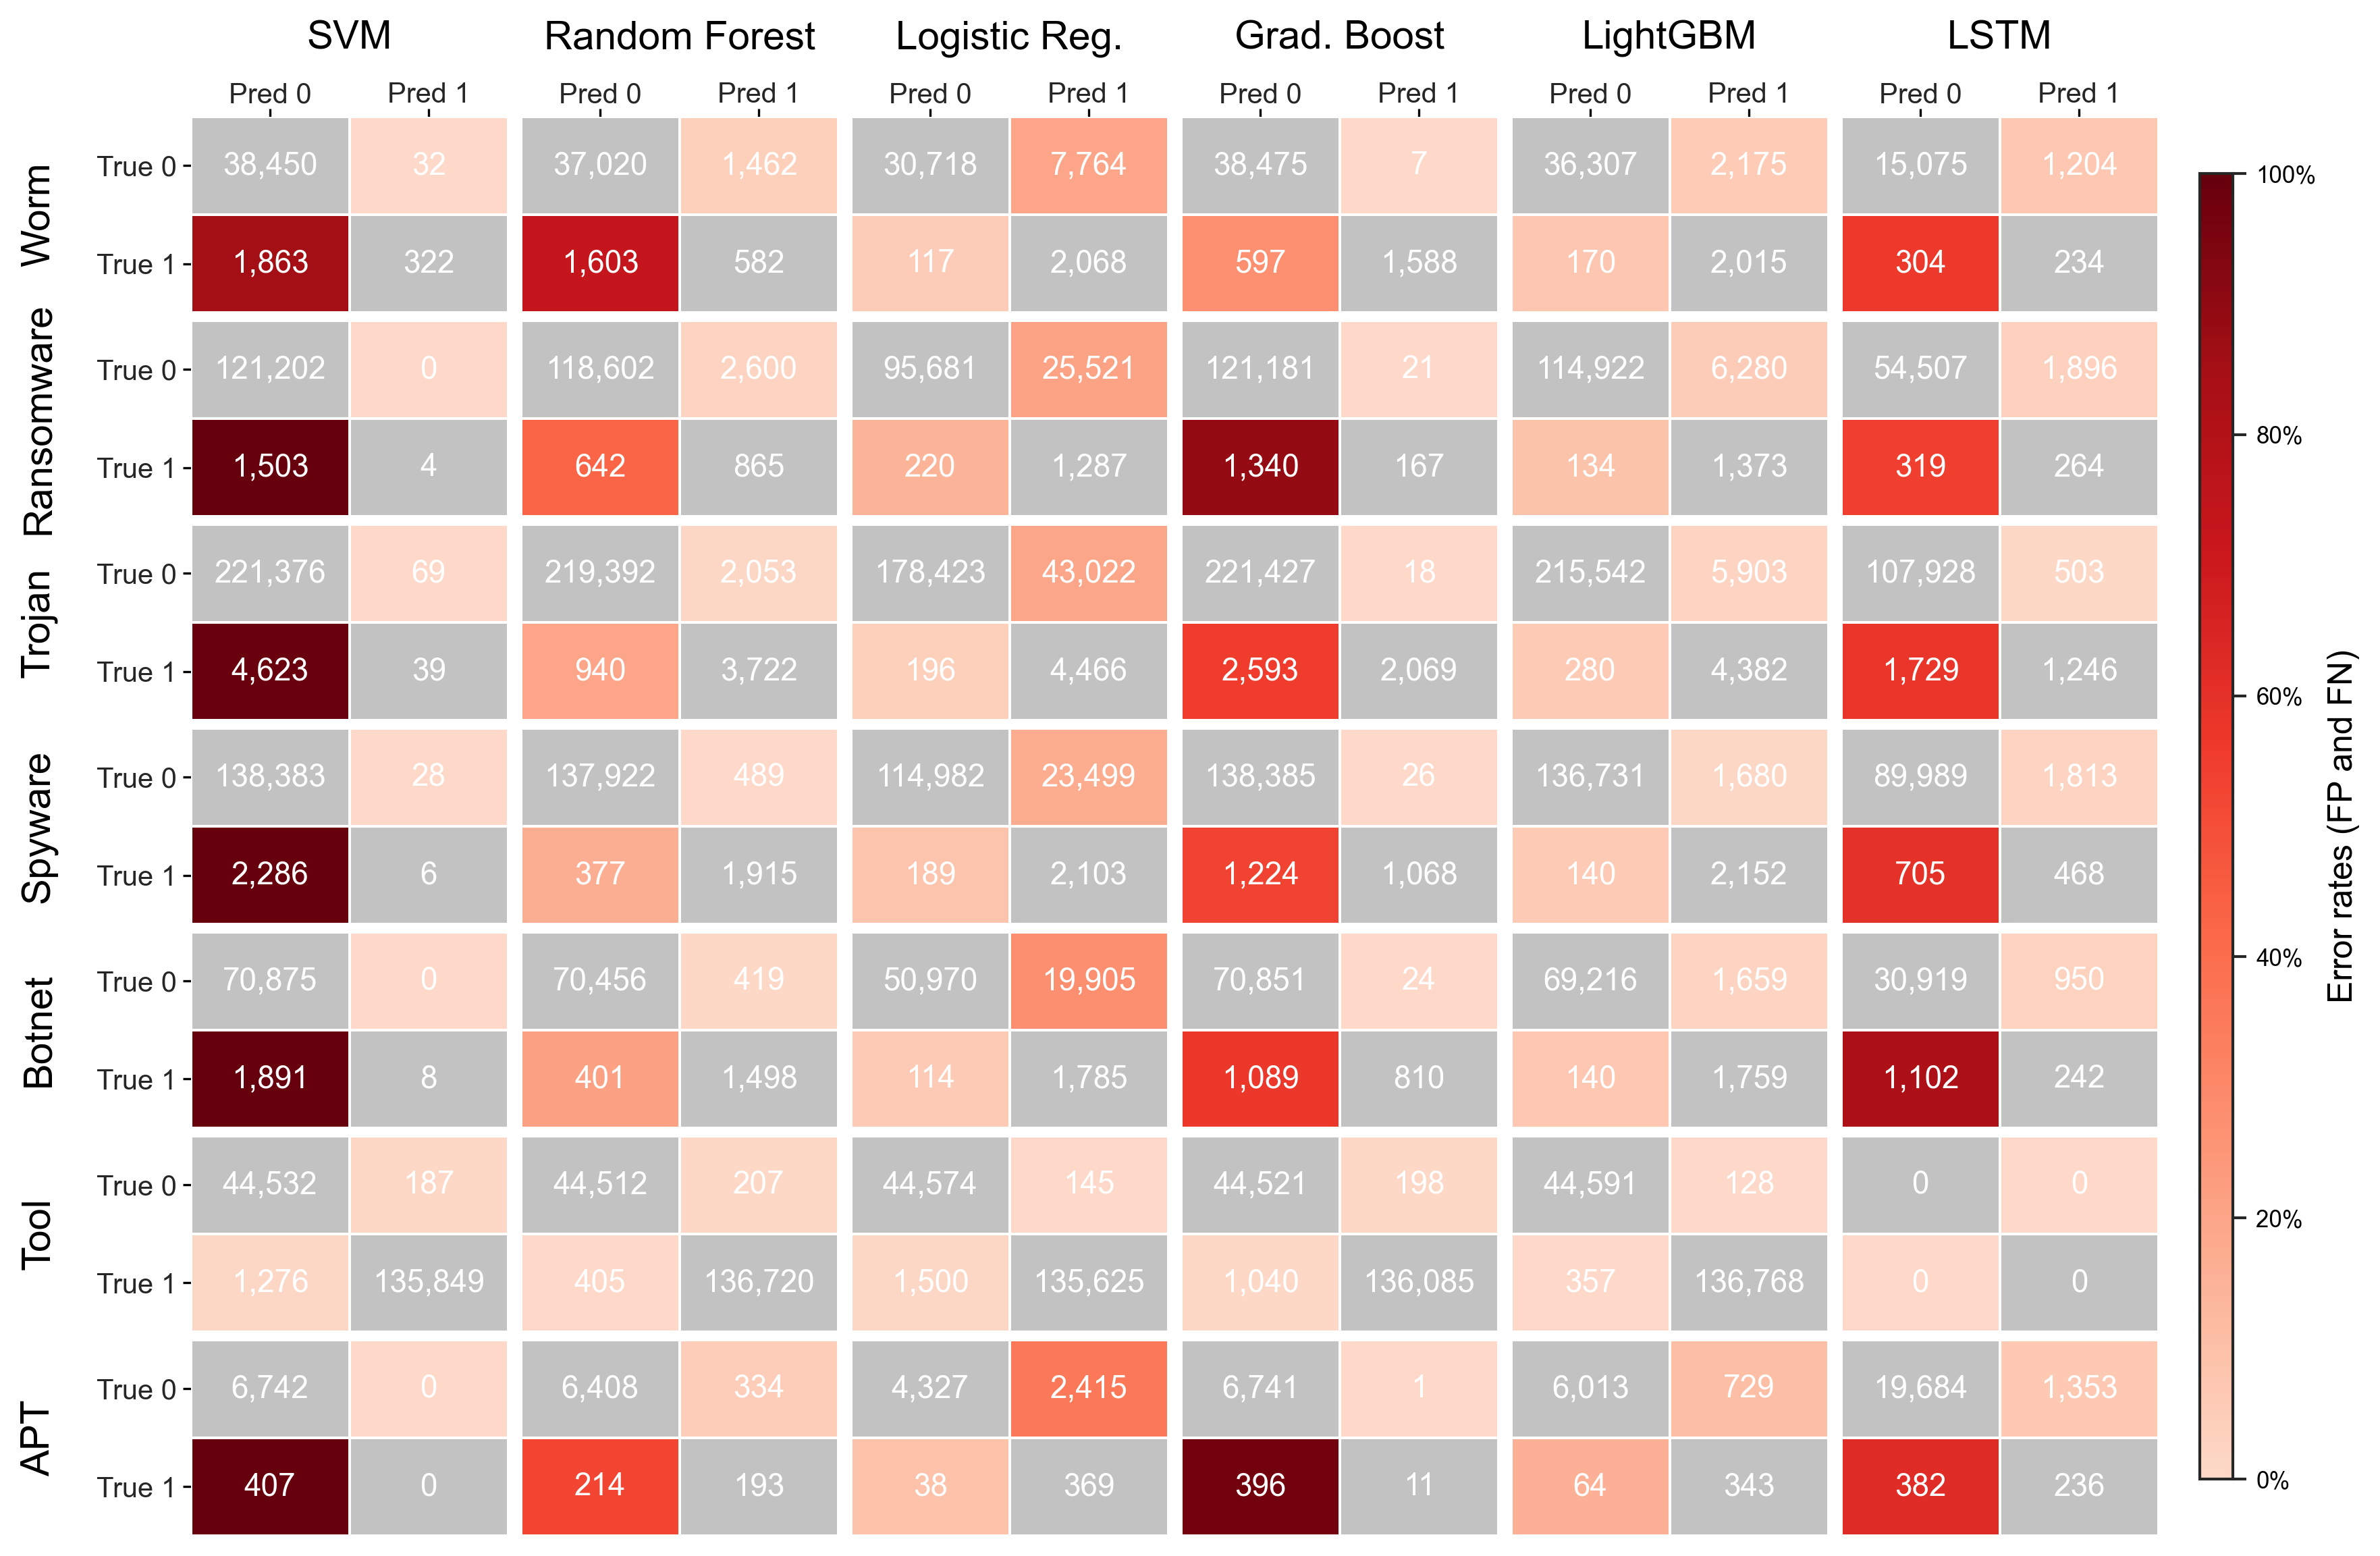 SVM Random Forest Logistic Reg. Grad. Boost LightGBM LSTM
Pred 0 Pred 1 Pred 0 Pred 1 Pred 0 Pred 1 Pred 0 Pred 1 Pred 0 Pred 1 Pred 0 Pred 1
Worm
True 0 38,450 32 37,020 1,462 30,718 7,764 38,475 7 36,307 2,175 15,075 1,204
True 1 1,863 322 1,603 582 117 2,068 597 1,588 170 2,015 304 234
Ransomware
True 0 121,202 0 118,602 2,600 95,681 25,521 121,181 21 114,922 6,280 54,507 1,896
True 1 1,503 4 642 865 220 1,287 1,340 167 134 1,373 319 264
Trojan
True 0 221,376 69 219,392 2,053 178,423 43,022 221,427 18 215,542 5,903 107,928 503
True 1 4,623 39 940 3,722 196 4,466 2,593 2,069 280 4,382 1,729 1,246
Spyware
True 0 138,383 28 137,922 489 114,982 23,499 138,385 26 136,731 1,680 89,989 1,813
True 1 2,286 6 377 1,915 189 2,103 1,224 1,068 140 2,152 705 468
Botnet
True 0 70,875 0 70,456 419 50,970 19,905 70,851 24 69,216 1,659 30,919 950
True 1 1,891 8 401 1,498 114 1,785 1,089 810 140 1,759 1,102 242
Tool
True 0 44,532 187 44,512 207 44,574 145 44,521 198 44,591 128 0 0
True 1 1,276 135,849 405 136,720 1,500 135,625 1,040 136,085 357 136,768 0 0
APT
True 0 6,742 0 6,408 334 4,327 2,415 6,741 1 6,013 729 19,684 1,353
True 1 407 0 214 193 38 369 396 11 64 343 382 236
100%
80%
60%
40%
20%
0%
Error rates (FP and FN)